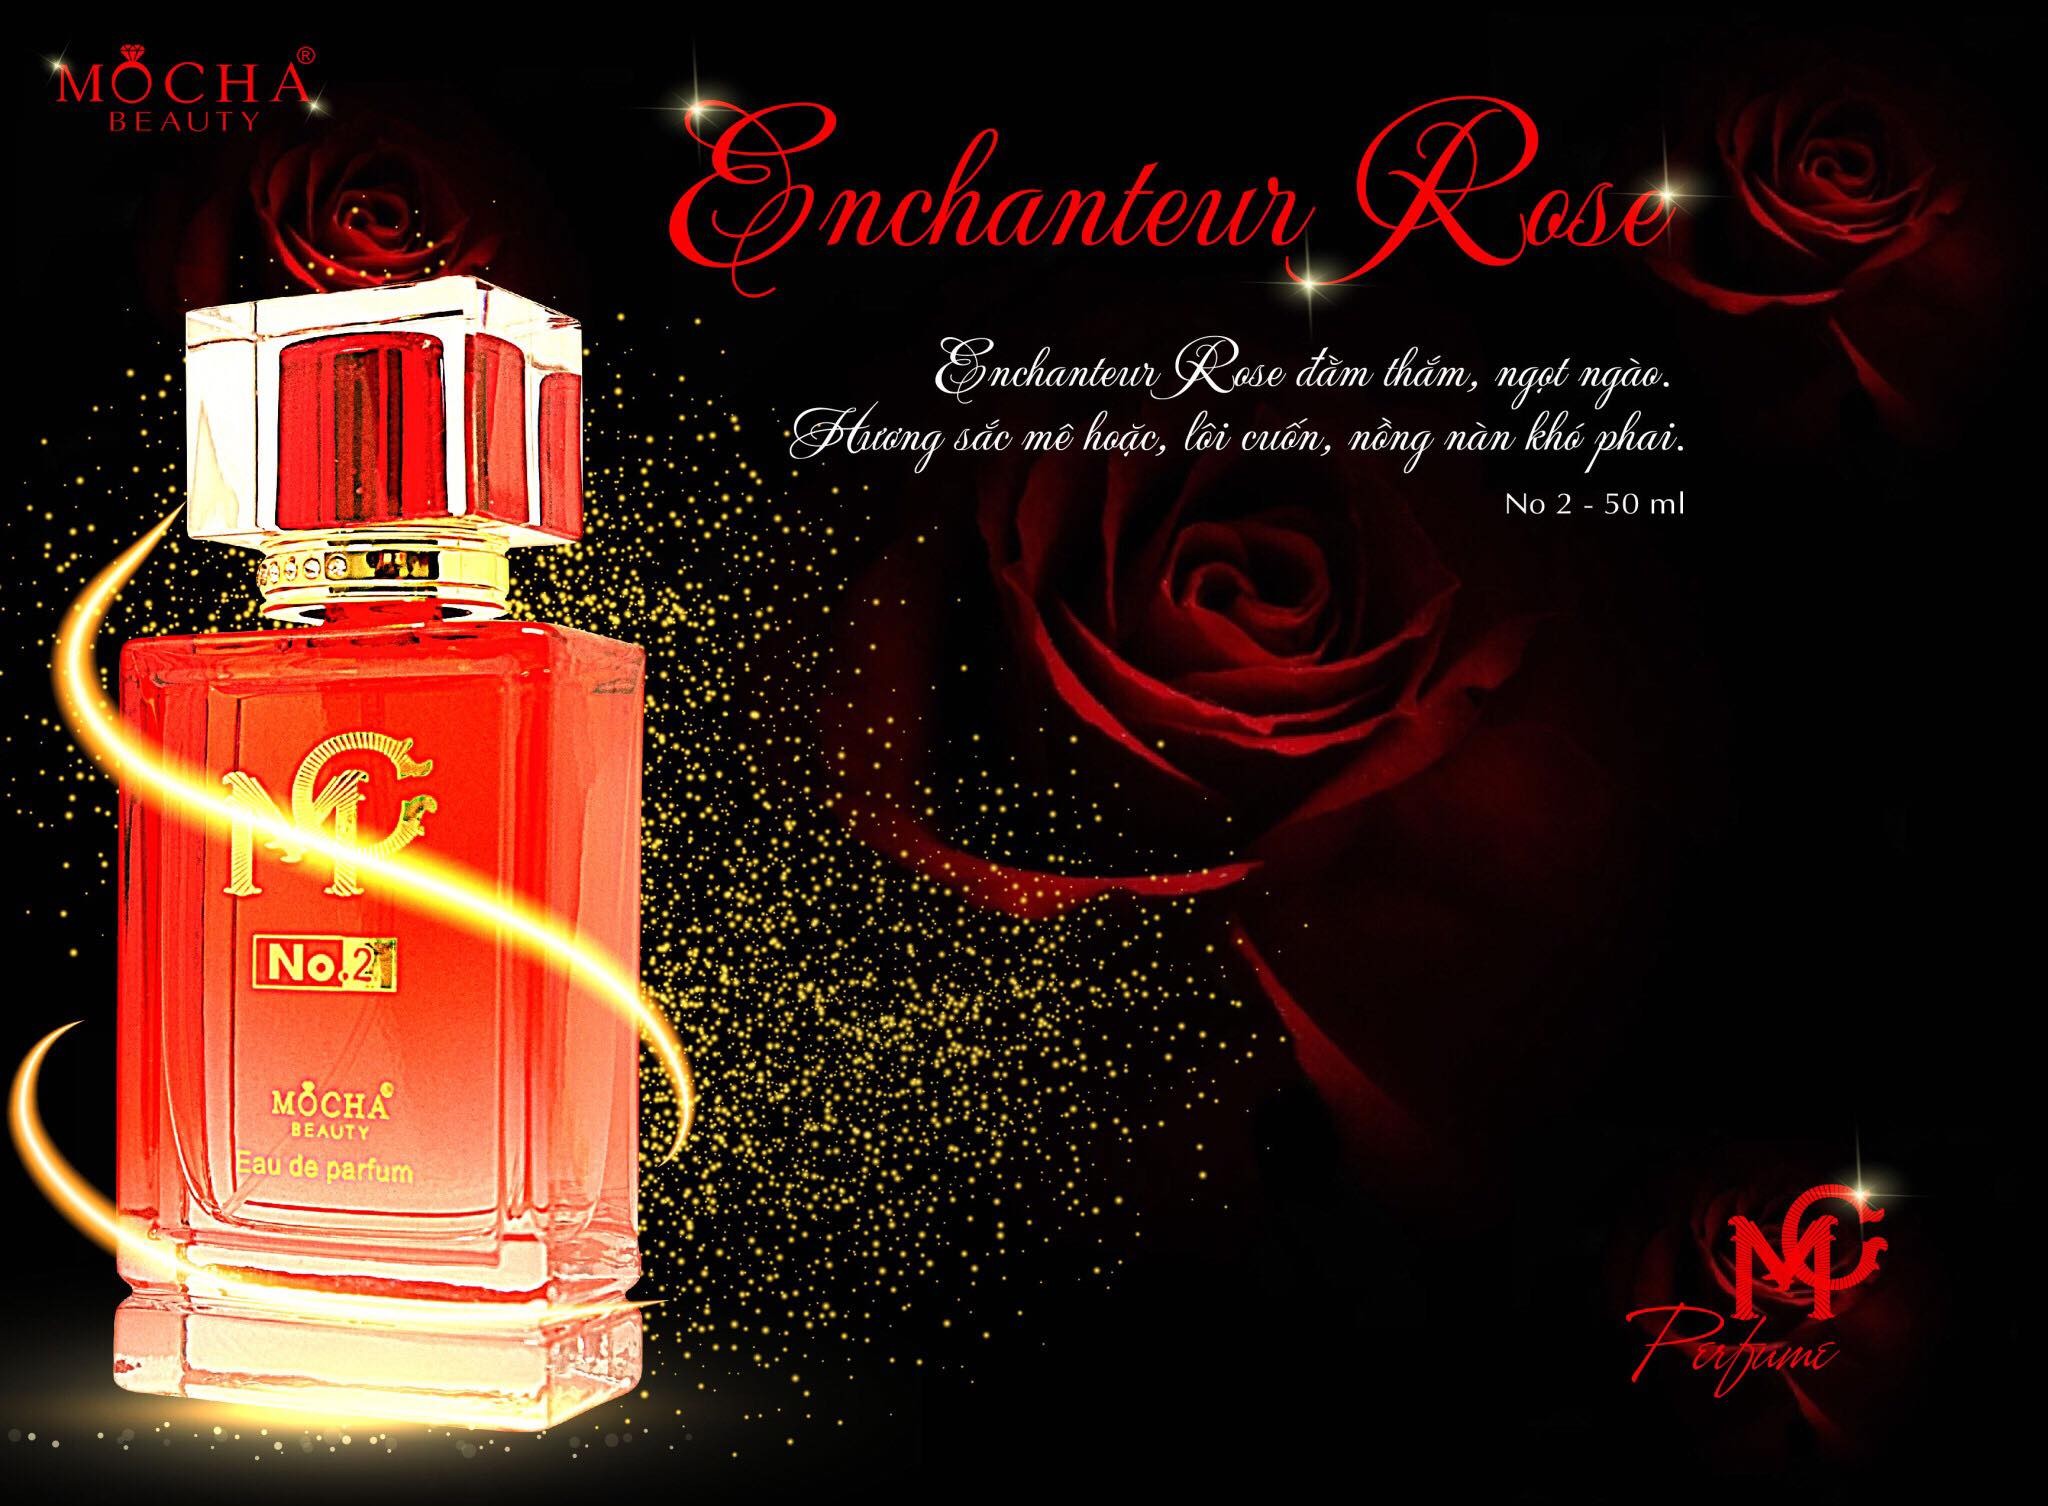 MOCHA®
BEAUTY
Enchanteur Rose
Enchanteur Rose đằm thắm, ngọt ngào.
Hương sắc mê hoặc, lôi cuốn, nồng nàn khó phai.
No 2 - 50 ml
MC
No.2
MOCHA
BEAUTY
Eau de parfum
MC
Perfume